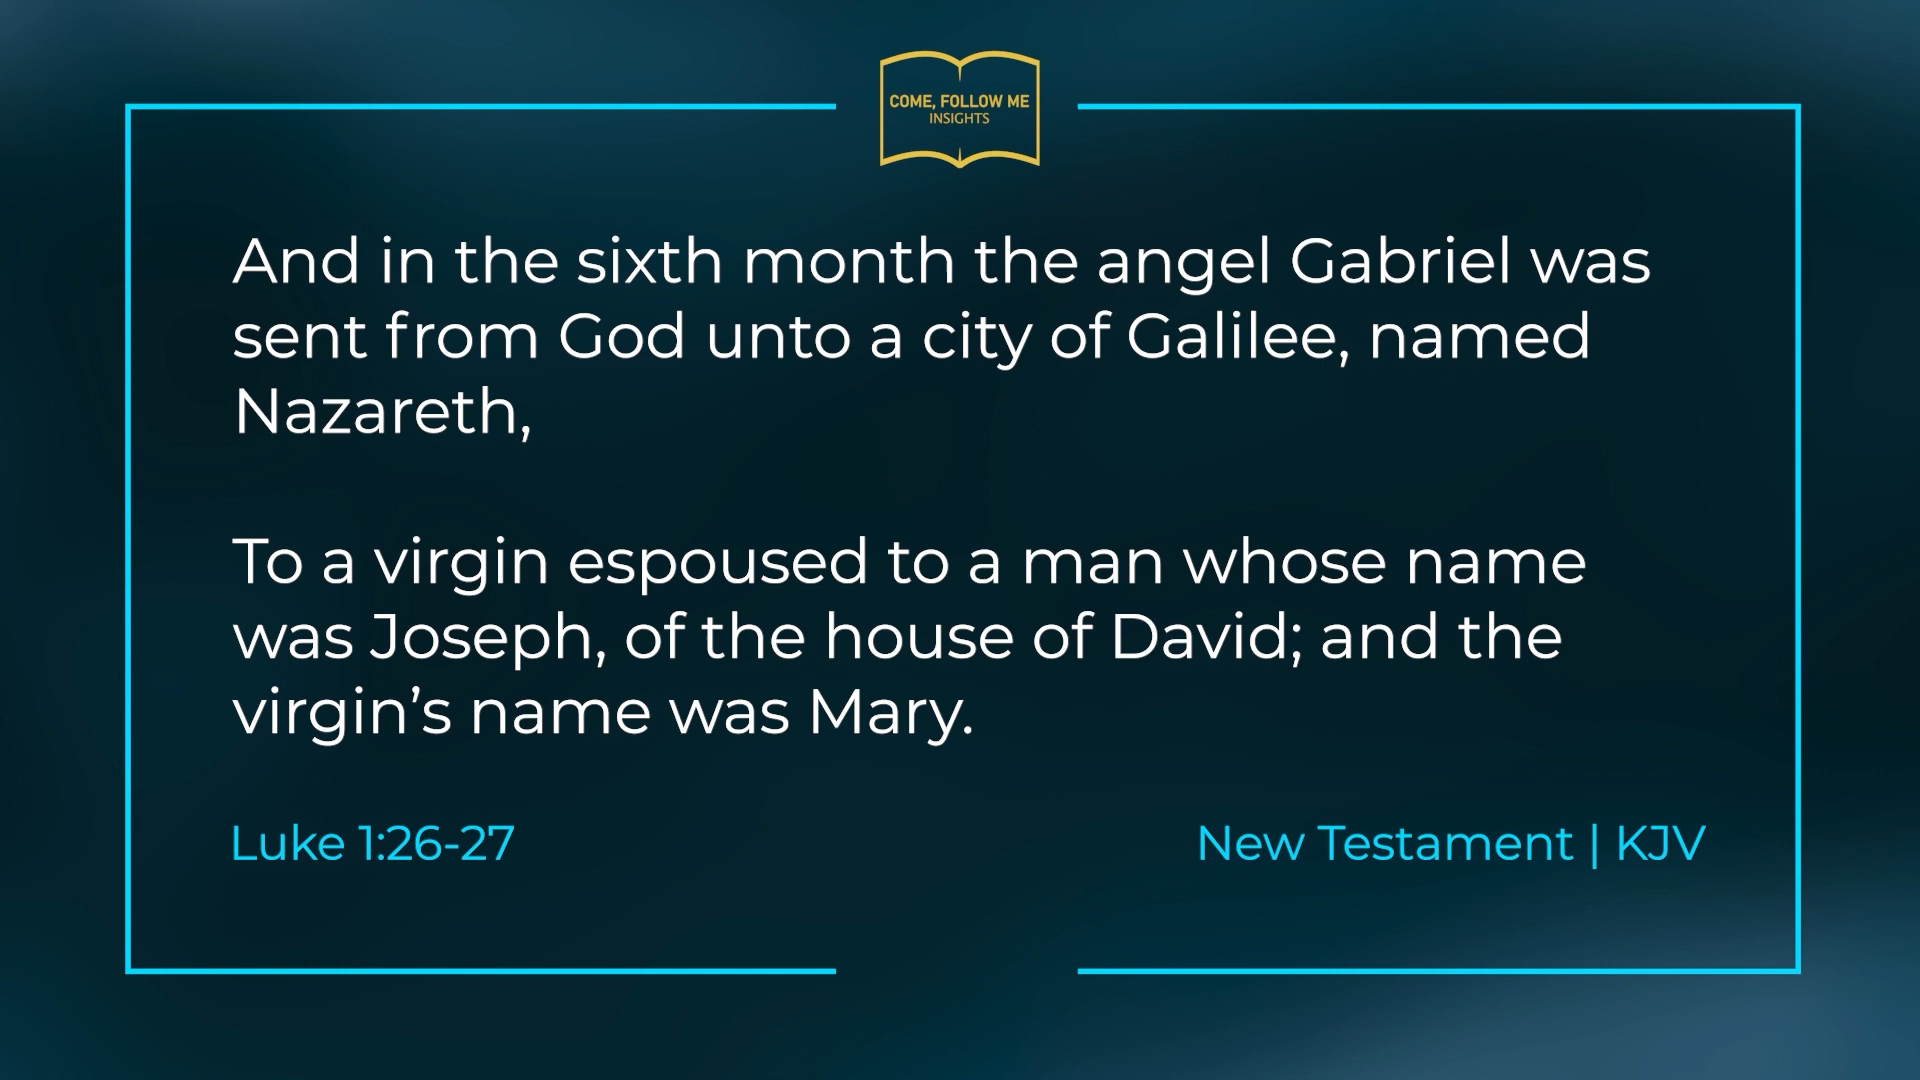 COME, FOLLOW ME
INSIGHTS
And in the sixth month the angel Gabriel was
sent from God unto a city of Galilee, named
Nazareth,
To a virgin espoused to a man whose name
was Joseph, of the house of David; and the
virgin’s name was Mary.
Luke 1:26-27
New Testament | KJV